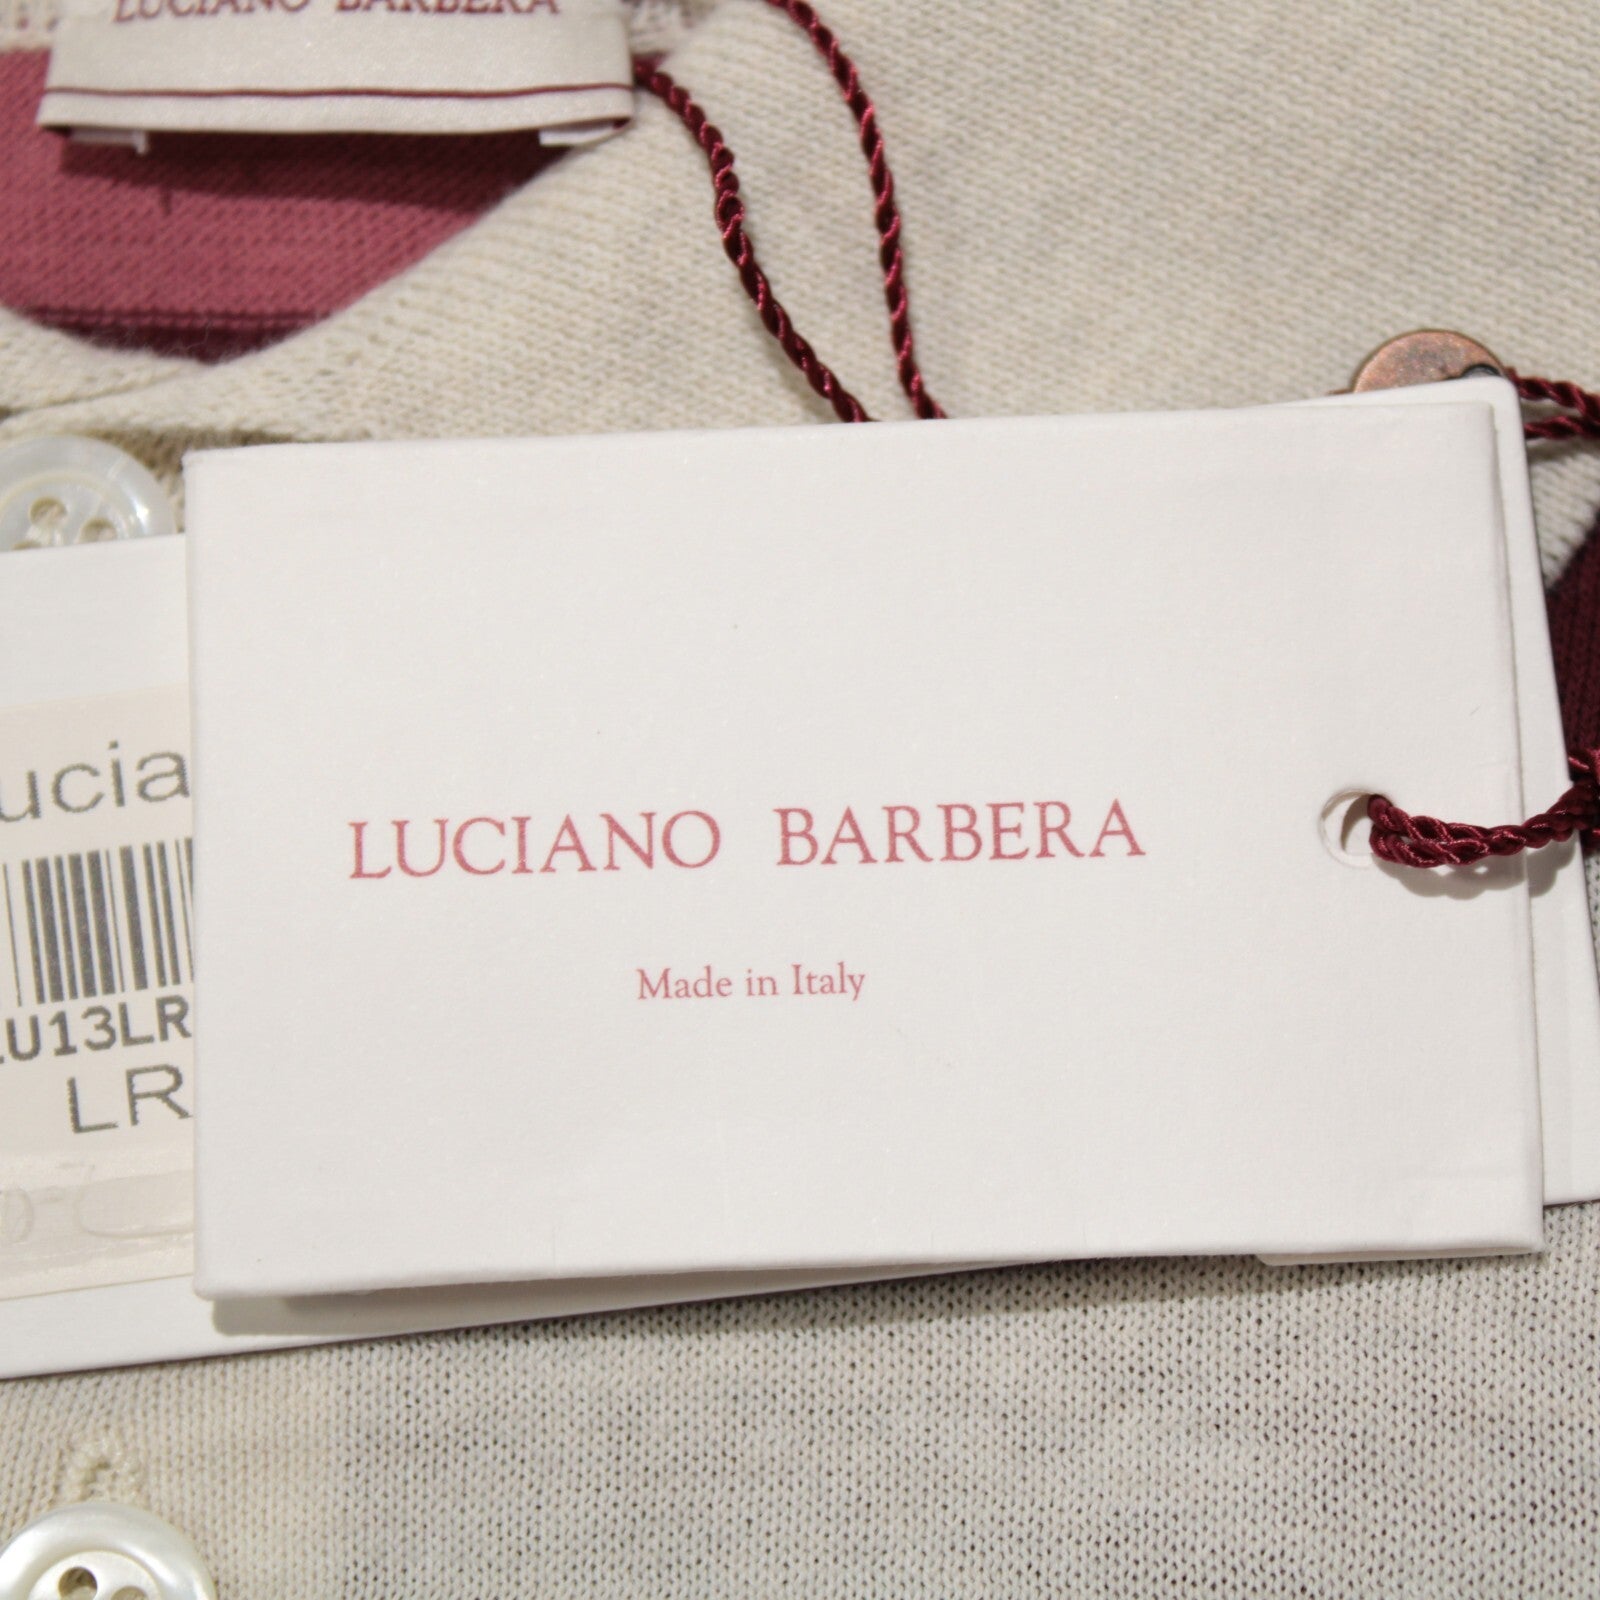 LUCIANO BARBERA
LUCIANO BARBERA
Made in Italy
ucia
LU13LR
LR